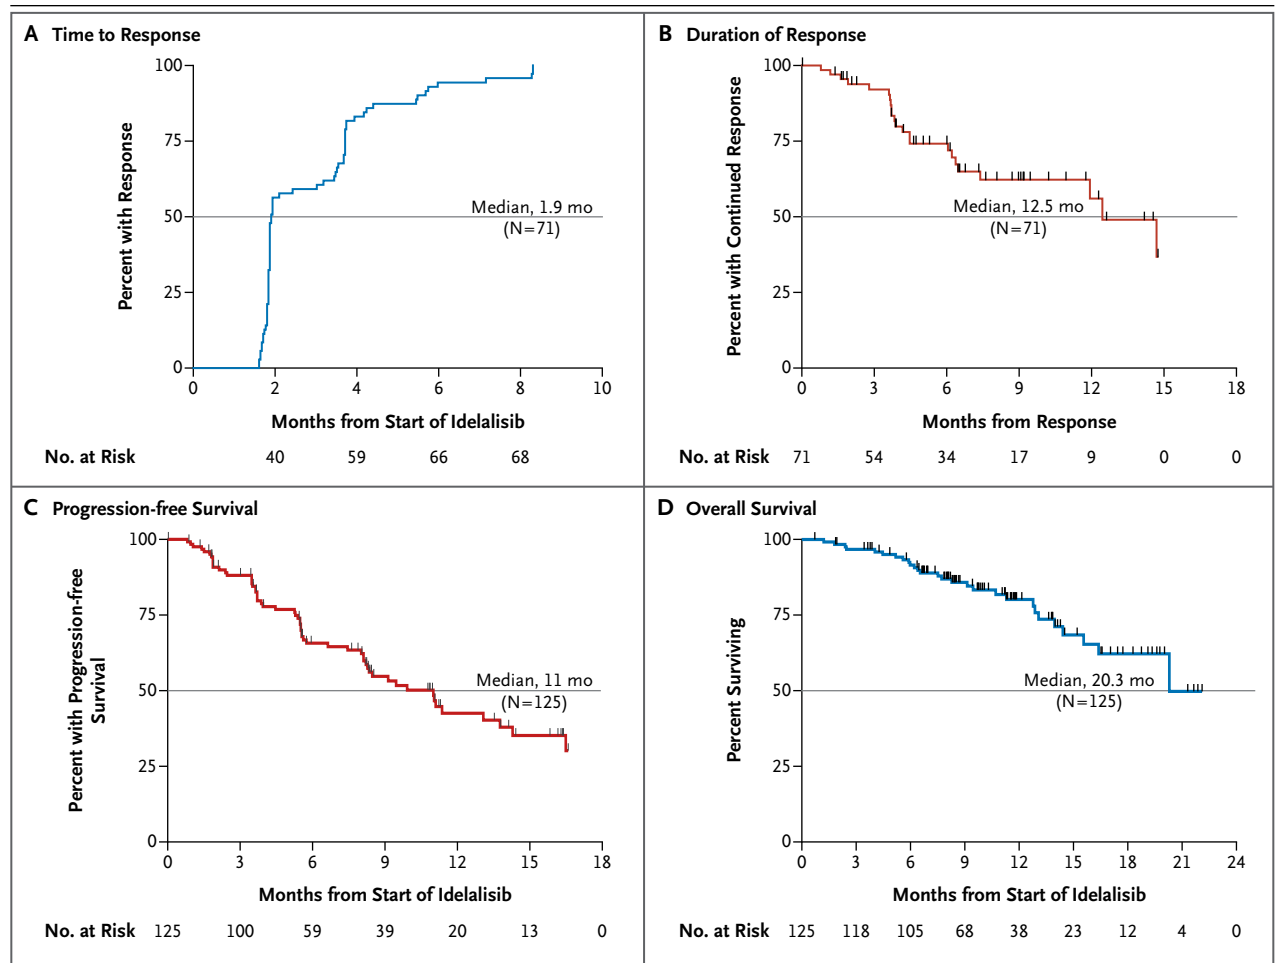 A Time to Response
100
75
50
25
0
Percent with Response
Median, 1.9 mo
(N=71)
0 2 4 6 8 10
Months from Start of Idelalisib
No. at Risk 40 59 66 68
B Duration of Response
100
75
50
25
0
Percent with Continued Response
Median, 12.5 mo
(N=71)
0 3 6 9 12 15 18
Months from Response
No. at Risk 71 54 34 17 9 0 0
C Progression-free Survival
100
75
50
25
0
Percent with Progression-free
Survival
Median, 11 mo
(N=125)
0 3 6 9 12 15 18
Months from Start of Idelalisib
No. at Risk 125 100 59 39 20 13 0
D Overall Survival
100
75
50
25
0
Percent Surviving
Median, 20.3 mo
(N=125)
0 3 6 9 12 15 18 21 24
Months from Start of Idelalisib
No. at Risk 125 118 105 68 38 23 12 4 0